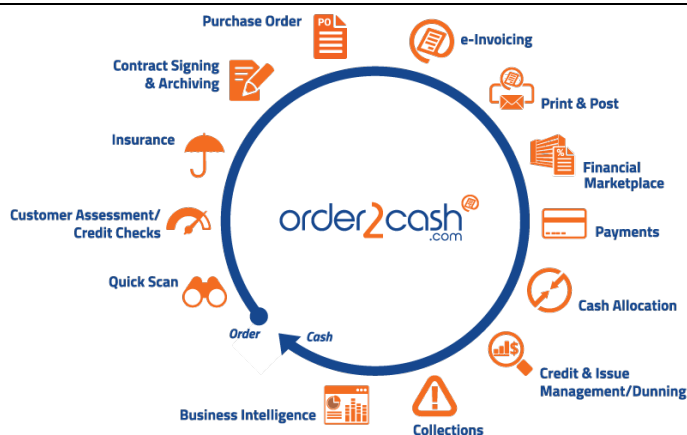 Purchase Order
PO
e-Invoicing
Contract Signing
& Archiving
Print & Post
Insurance
%
Financial
Marketplace
Customer Assessment/
Credit Checks
order2cash
.com
Payments
Quick Scan
Cash Allocation
Order
Cash
$
Credit & Issue
Management/Dunning
Business Intelligence
Collections